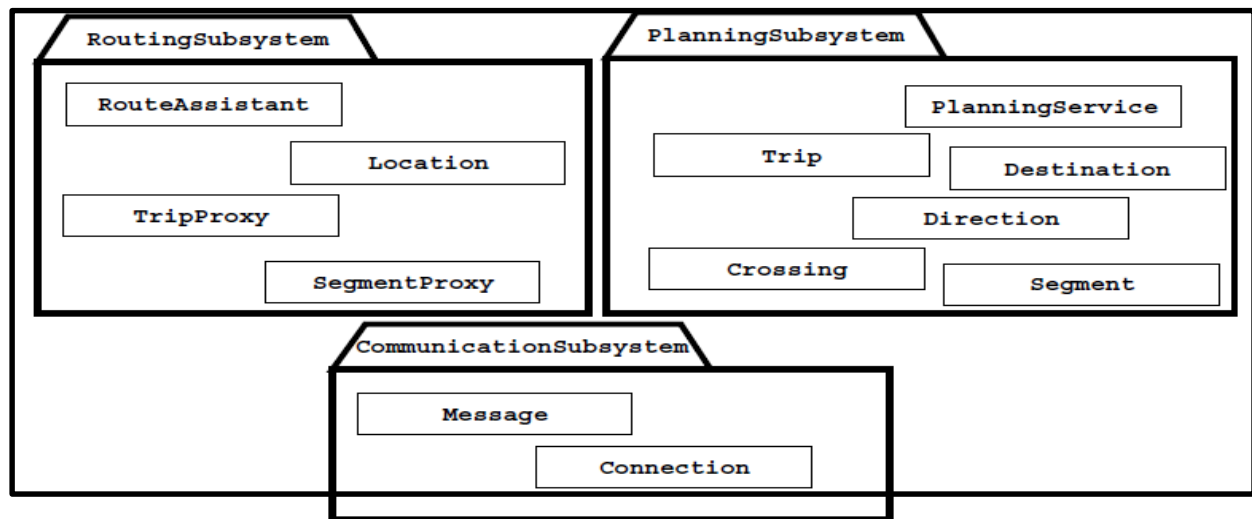 RoutingSubsystem
RouteAssistant
Location
TripProxy
SegmentProxy
PlanningSubsystem
PlanningService
Trip
Destination
Direction
Crossing
Segment
CommunicationSubsystem
Message
Connection